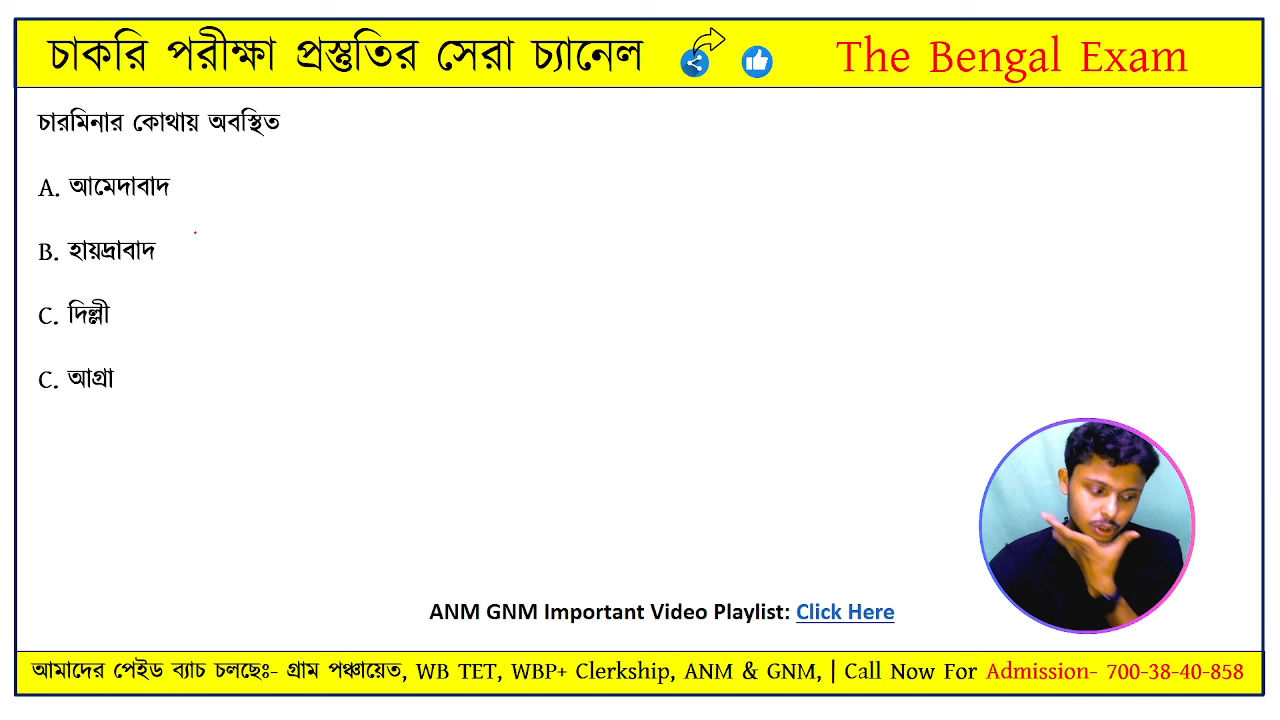 চাকরি পরীক্ষা প্রস্তুতির সেরা চ্যানেল The Bengal Exam
চারমিনার কোথায় অবস্থিত
A. আমেদাবাদ
B. হায়দ্রাবাদ
C. দিল্লী
C. আগ্রা
ANM GNM Important Video Playlist: Click Here
আমাদের পেইড ব্যাচ চলছেঃ- গ্রাম পঞ্চায়েত, WB TET, WBP+ Clerkship, ANM & GNM, | Call Now For Admission- 700-38-40-858